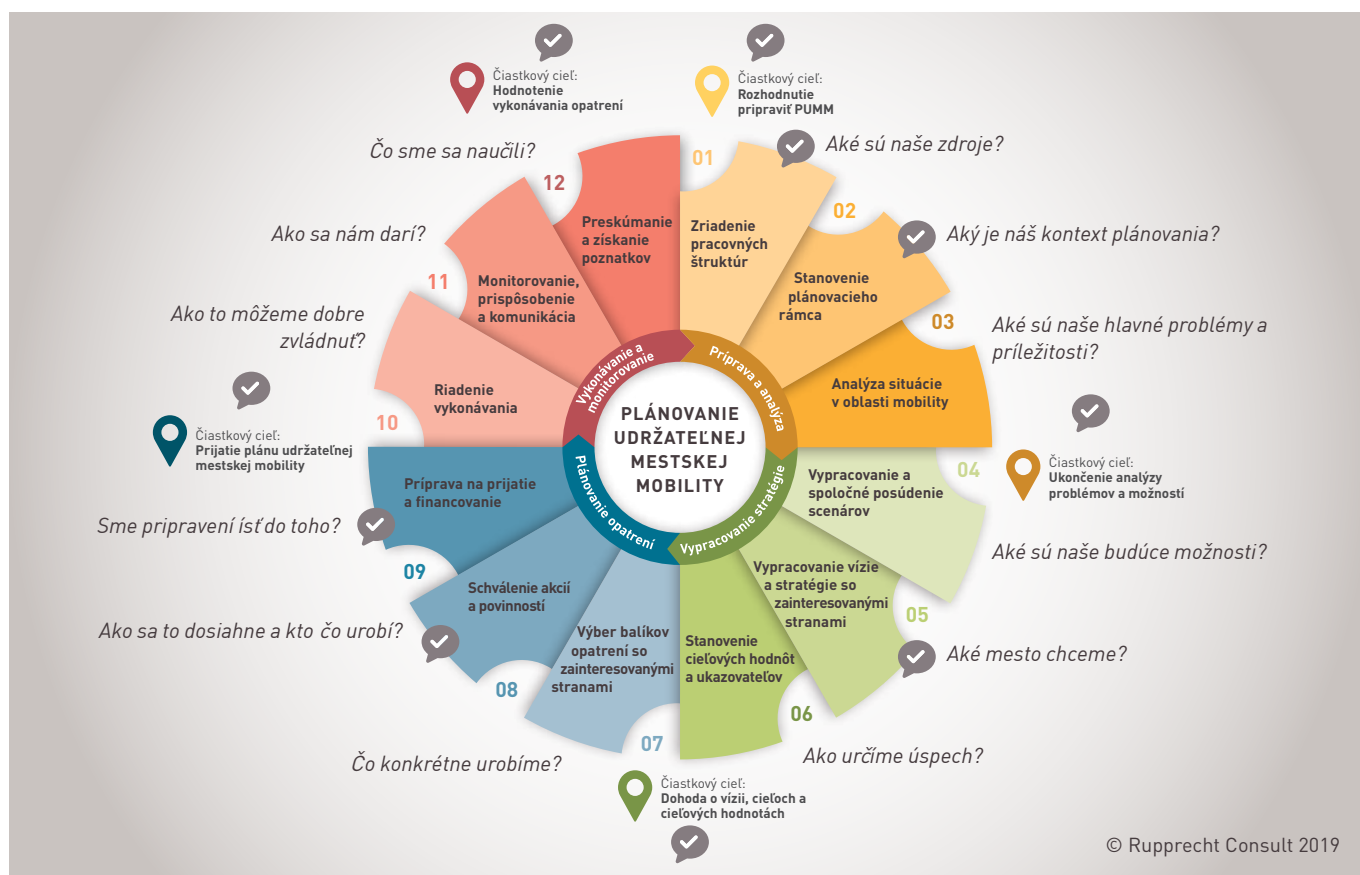 PLÁNOVANIE
UDRŽATEĽNEJ
MESTSKEJ
MOBILITY
Príprava a analýza
Vypracovanie stratégie
Plánovanie opatrení
Vykonávanie a
monitorovanie
Čiastkový cieľ:
Rozhodnutie
pripraviť PUMM
01
Zriadenie
pracovných
štruktúr
Aké sú naše zdroje?
02
Stanovenie
plánovacieho
rámca
Aký je náš kontext plánovania?
03
Analýza situácie
v oblasti mobility
Aké sú naše hlavné problémy a
príležitosti?
Čiastkový cieľ:
Ukončenie analýzy
problémov a možností
04
Vypracovanie a
spoločné posúdenie
scenárov
Aké sú naše budúce možnosti?
05
Vypracovanie vízie
a stratégie so
zainteresovanými
stranami
Aké mesto chceme?
06
Stanovenie
cieľových hodnôt
a ukazovateľov
Ako určíme úspech?
Čiastkový cieľ:
Dohoda o vízii, cieľoch a
cieľových hodnotách
07
Výber balíkov
opatrení so
zainteresovanými
stranami
Čo konkrétne urobíme?
08
Schválenie akcií
a povinností
Ako sa to dosiahne a kto čo urobí?
09
Príprava na prijatie
a financovanie
Sme pripravení ísť do toho?
Čiastkový cieľ:
Prijatie plánu udržateľnej
mestskej mobility
10
Riadenie
vykonávania
Ako to môžeme dobre
zvládnuť?
11
Monitorovanie,
prispôsobenie
a komunikácia
Ako sa nám darí?
12
Preskúmanie
a získanie
poznatkov
Čo sme sa naučili?
Čiastkový cieľ:
Hodnotenie
vykonávania opatrení
© Rupprecht Consult 2019